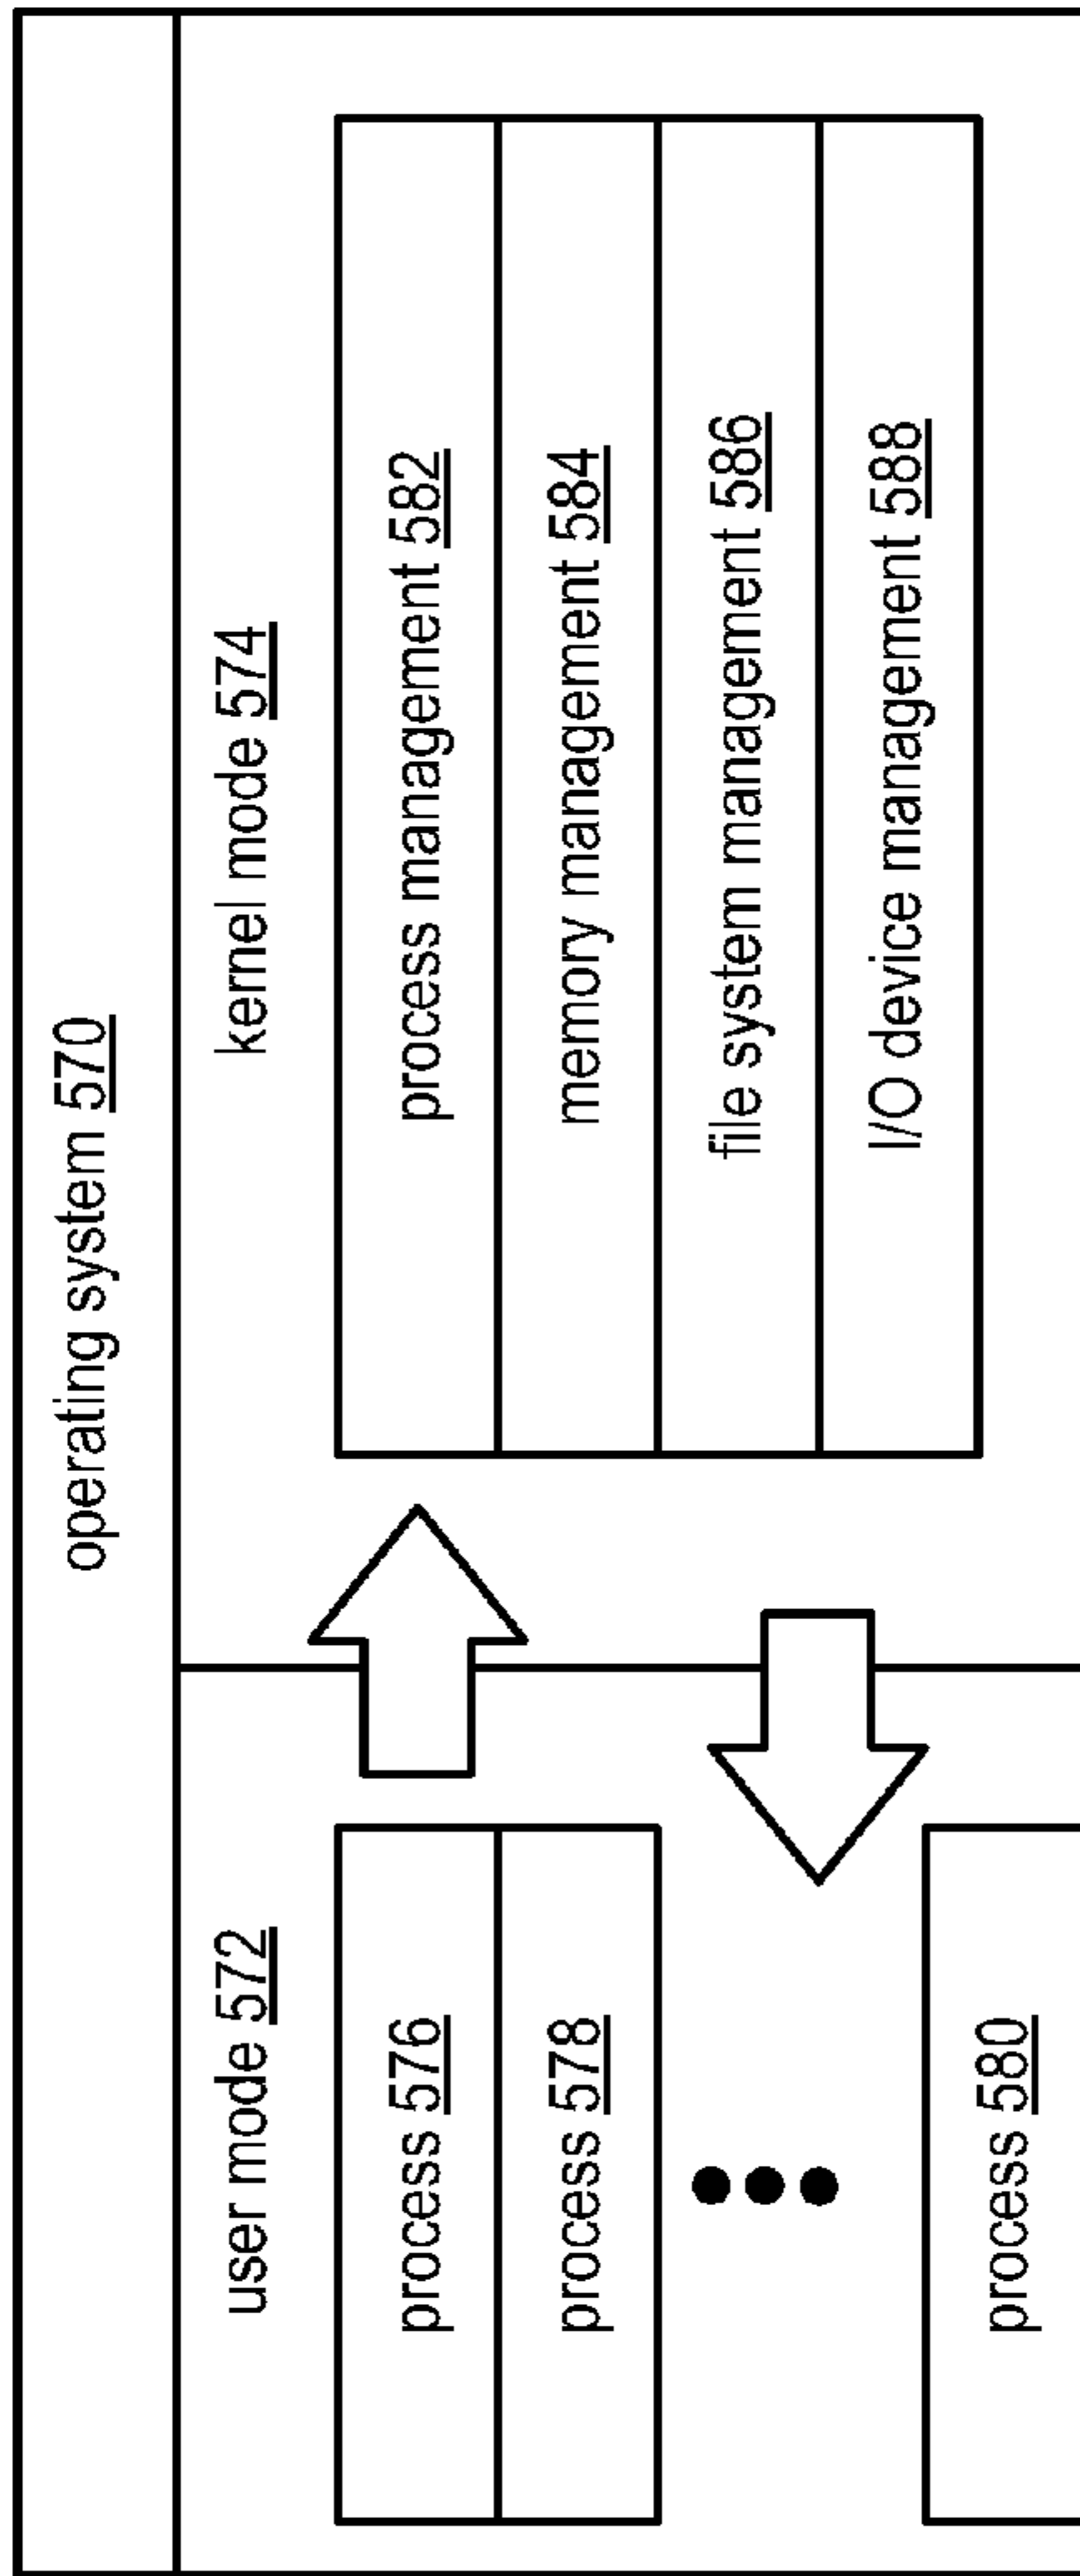 operating system 570
user mode 572
process 576
process 578
process 580
kernel mode 574
process management 582
memory management 584
file system management 586
I/O device management 588